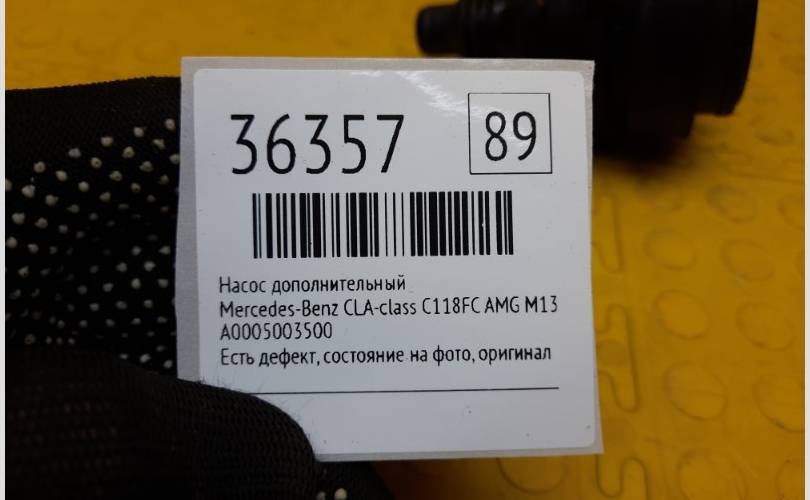 36357 89
Насос дополнительный
Mercedes-Benz CLA-class C118FC AMG M13
A0005003500
Есть дефект, состояние на фото, оригинал